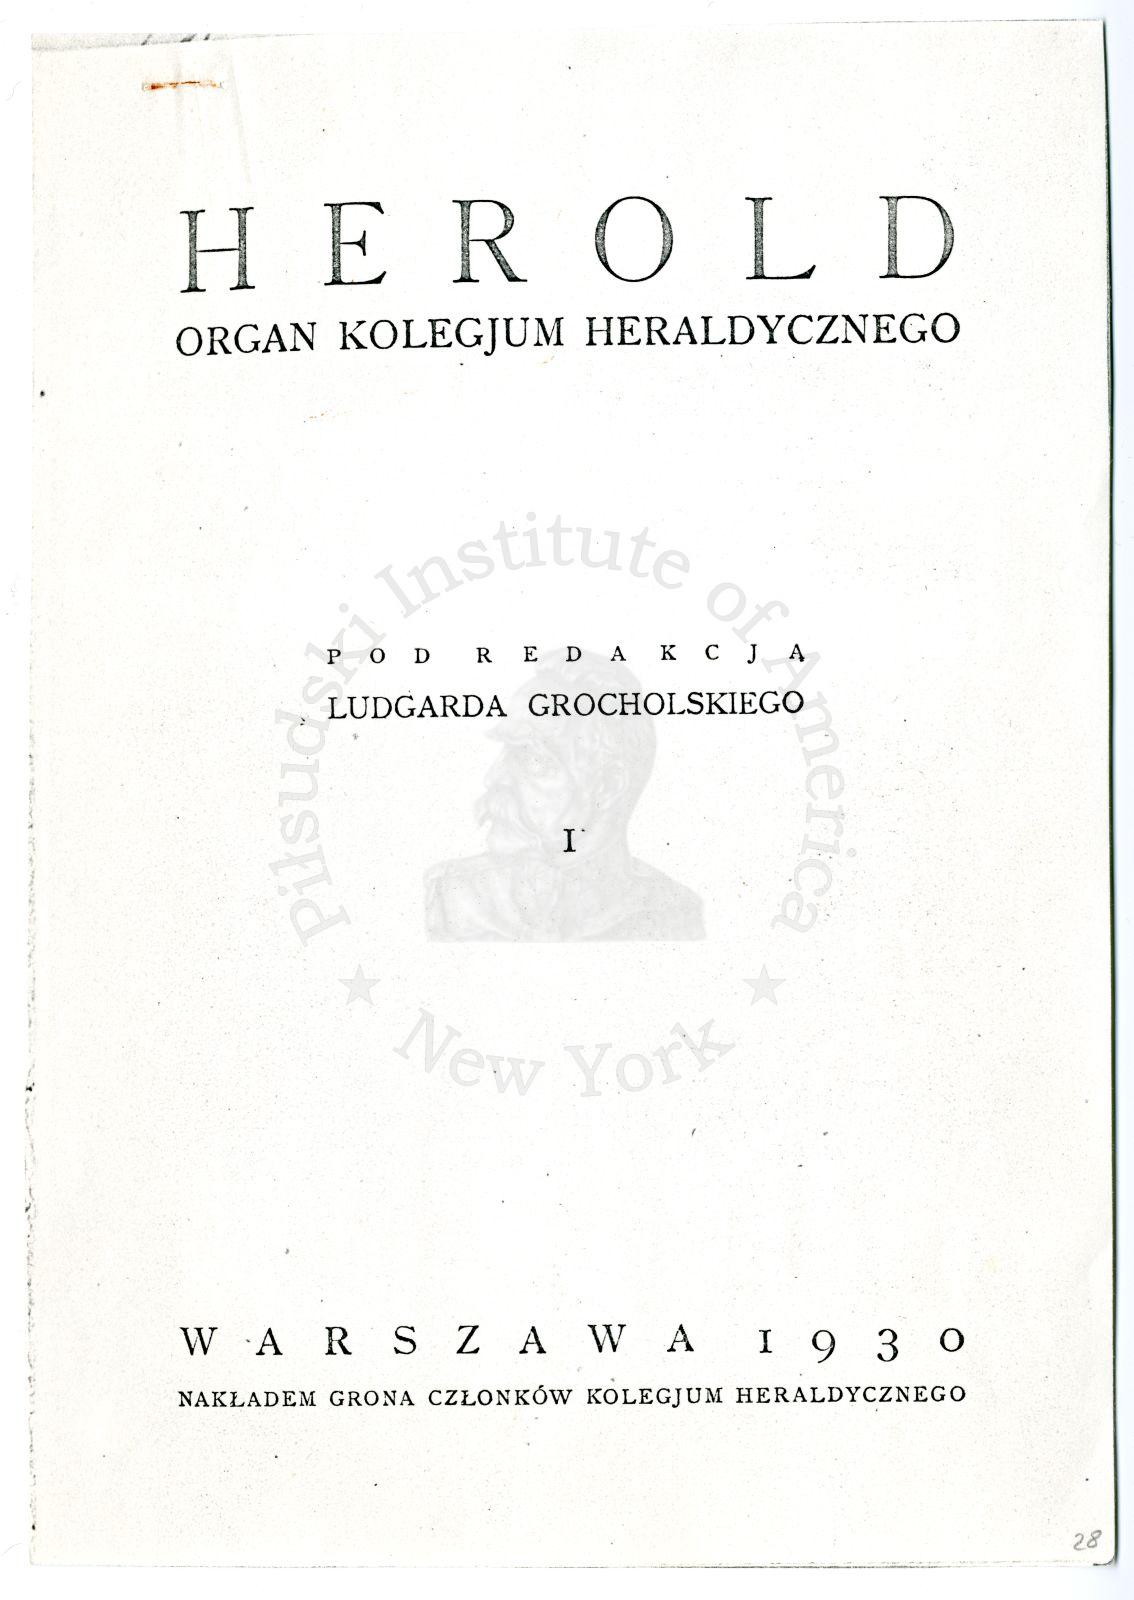 HEROLD
ORGAN KOLEGJUM HERALDYCZNEGO
POD REDAKCJĄ
LUDGARDA GROCHOLSKIEGO
I
WARSZAWA 1930
NAKŁADEM GRONA CZŁONKÓW KOLEGJUM HERALDYCZNEGO
28
Pilsudski Institute of America
★ New York ★